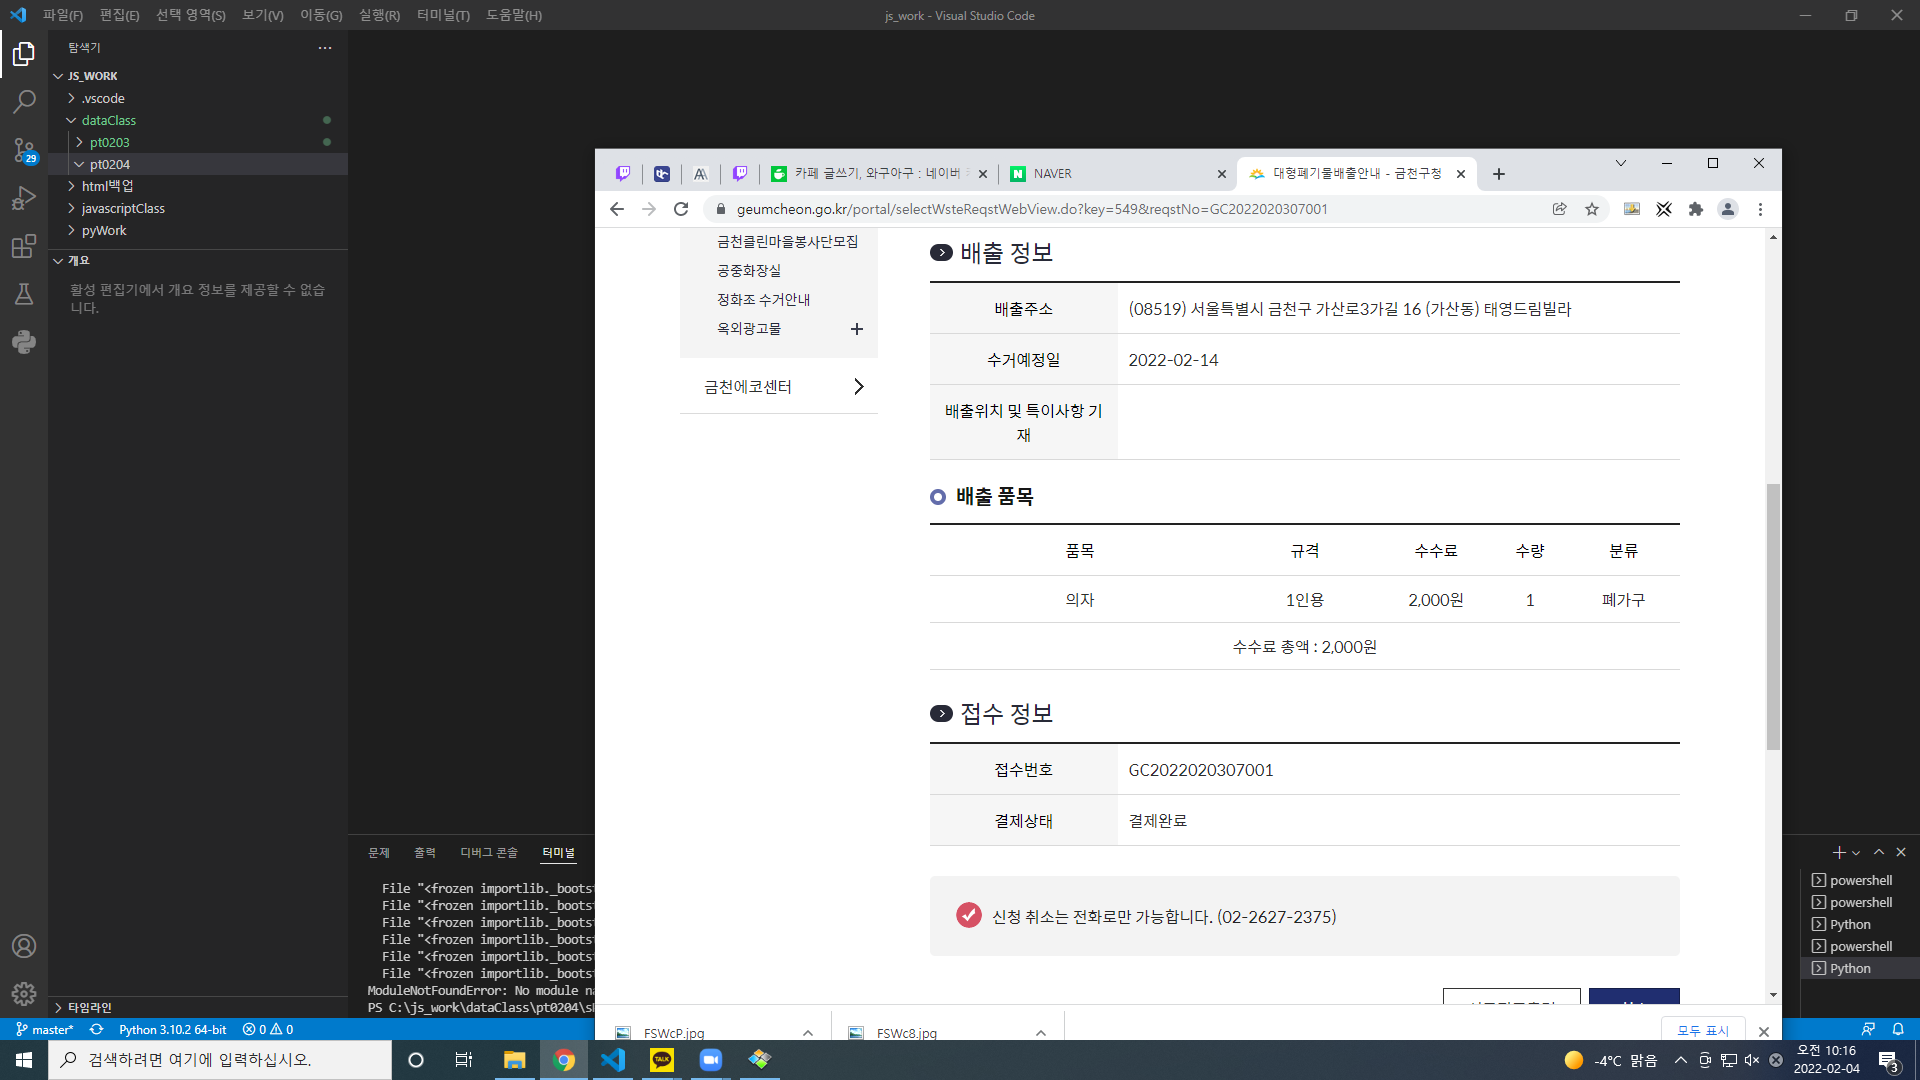 파일(F) 편집(E) 선택 영역(S) 보기(V) 이동(G) 실행(R) 터미널(T) 도움말(H)
js_work - Visual Studio Code
탐색기
JS_WORK
.vscode
dataClass
pt0203
pt0204
html백업
javascriptClass
pyWork
개요
활성 편집기에서 개요 정보를 제공할 수 없습
니다.
29
타임라인
문제 출력 디버그 콘솔 터미널
File "<frozen importlib._boots
File "<frozen importlib._boots
File "<frozen importlib._boots
File "<frozen importlib._boots
File "<frozen importlib._boots
File "<frozen importlib._boots
ModuleNotFoundError: No module
PS C:\js_work\dataClass\pt0204\
powershell
powershell
Python
powershell
Python
master* Python 3.10.2 64-bit 0 0
카페 글쓰기, 와구아구 : 네이버
NAVER
대형폐기물배출안내 - 금천구청
geumcheon.go.kr/portal/selectWsteReqstWebView.do?key=549&reqstNo=GC2022020307001
금천클린마을봉사단모집
공중화장실
정화조 수거안내
옥외광고물
금천에코센터
배출 정보
배출주소 (08519) 서울특별시 금천구 가산로3가길 16 (가산동) 태영드림빌라
수거예정일 2022-02-14
배출위치 및 특이사항 기
재
배출 품목
품목 규격 수수료 수량 분류
의자 1인용 2,000원 1 폐가구
수수료 총액 : 2,000원
접수 정보
접수번호 GC2022020307001
결제상태 결제완료
신청 취소는 전화로만 가능합니다. (02-2627-2375)
FSWcP.jpg
FSWc8.jpg
모두 표시
검색하려면 여기에 입력하십시오.
TALK
-4°C 맑음
오전 10:16
2022-02-04
3